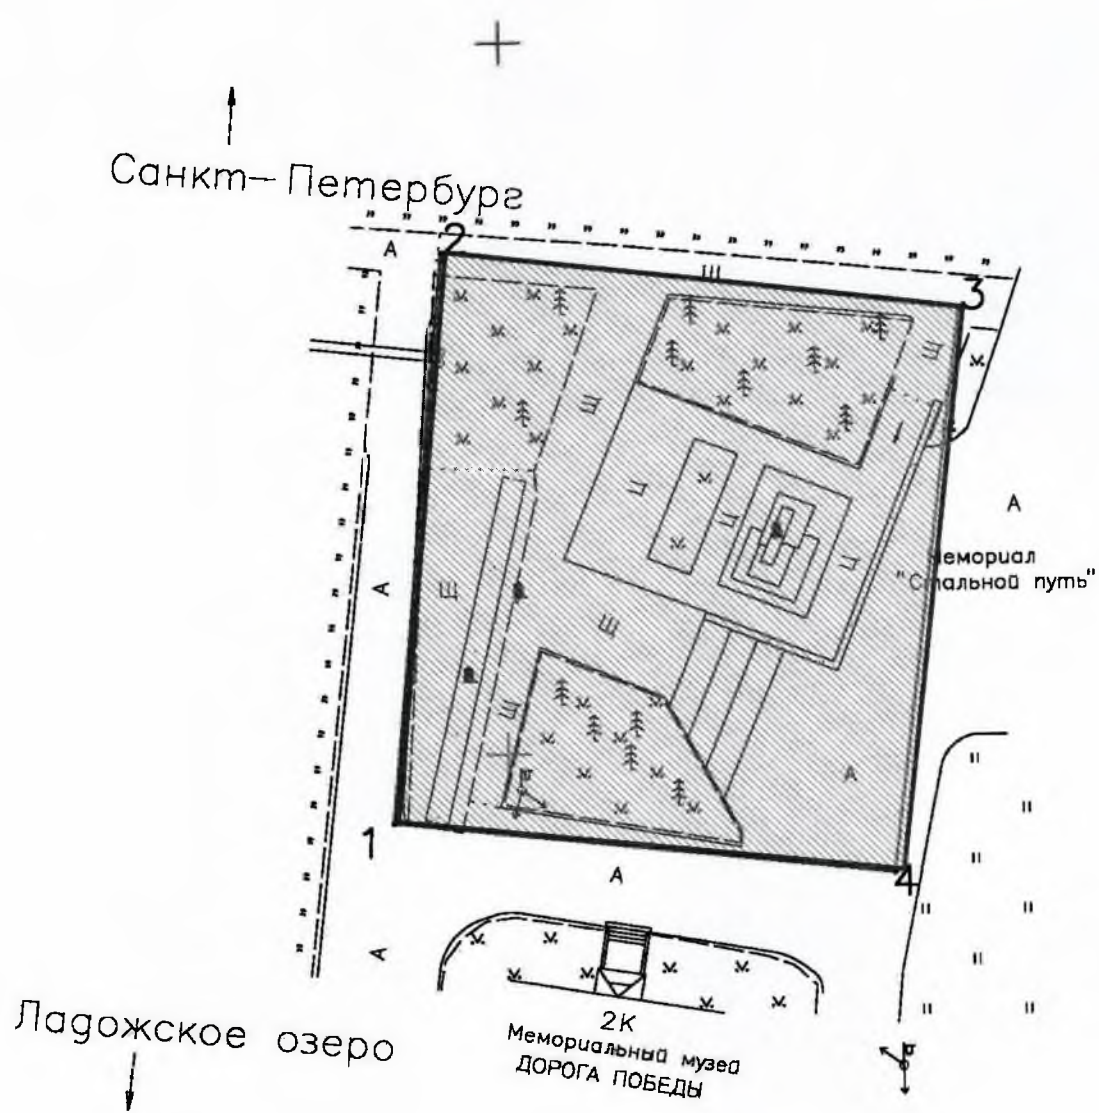 Санкт-Петербург
А
2
Ш
3
Щ
Щ
Ц
Ц
Ц
А
А
Щ
Мемориал
"Стальной путь"
Щ
Щ
А
1
4
А
А
2К
Ладожское озеро
Мемориальный музей
ДОРОГА ПОБЕДЫ